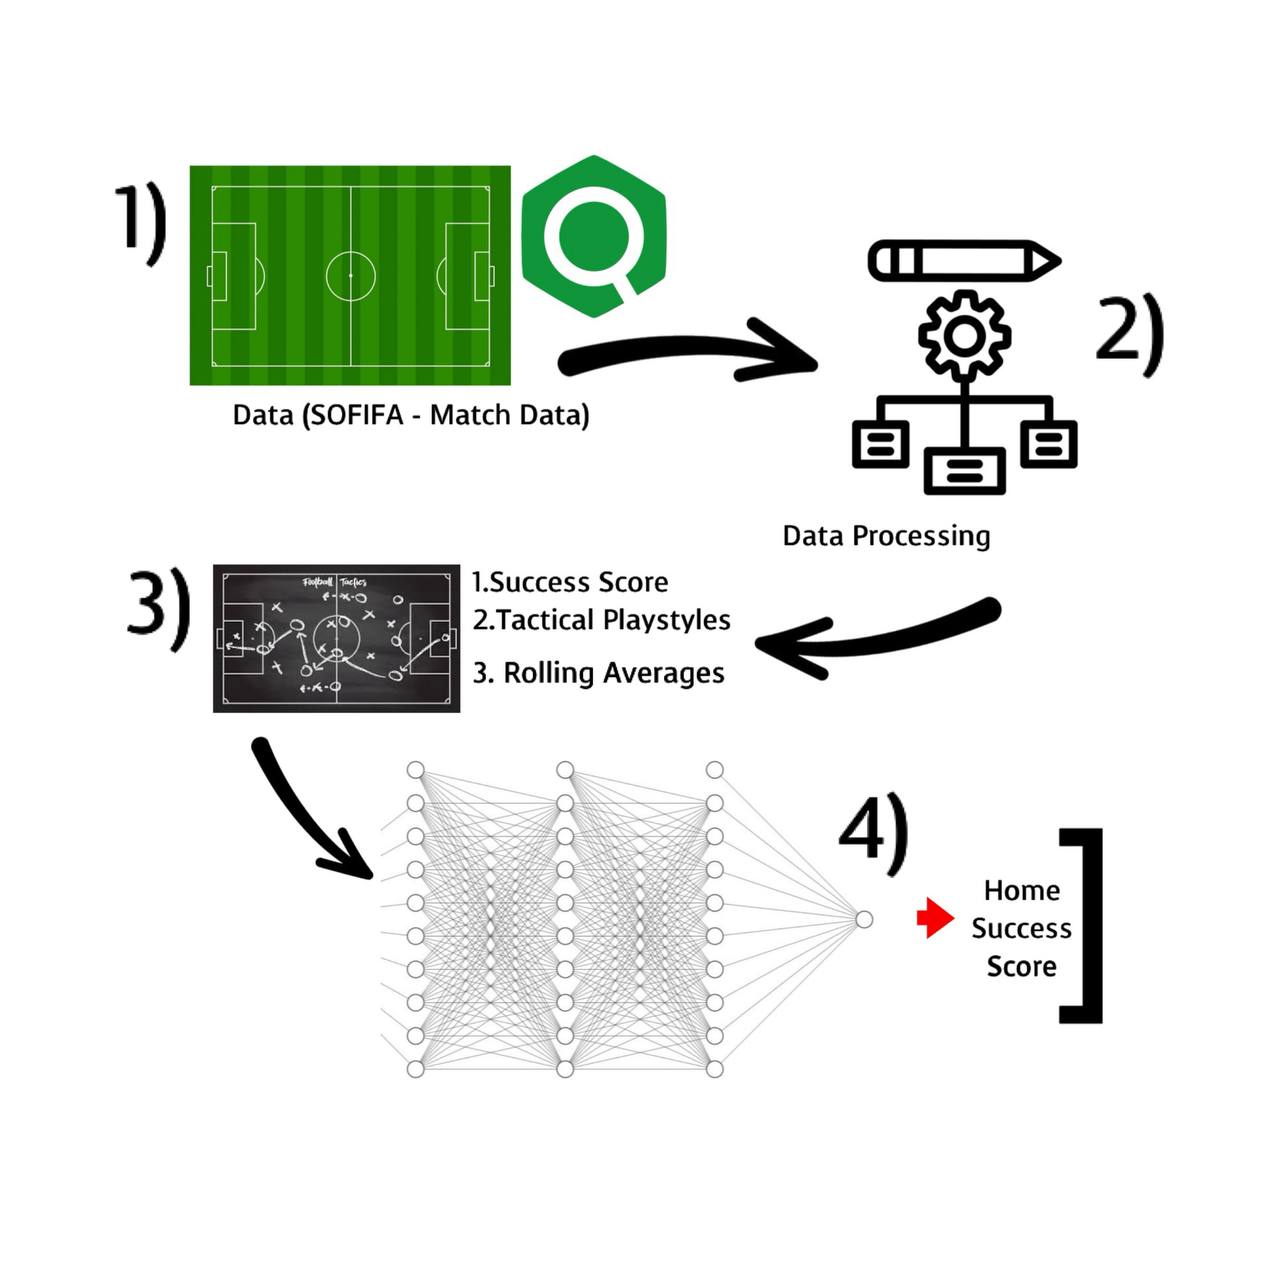 1)
Data (SOFIFA - Match Data)
2)
Data Processing
3)
Football Tactics
1.Success Score
2.Tactical Playstyles
3. Rolling Averages
4)
Home
Success
Score